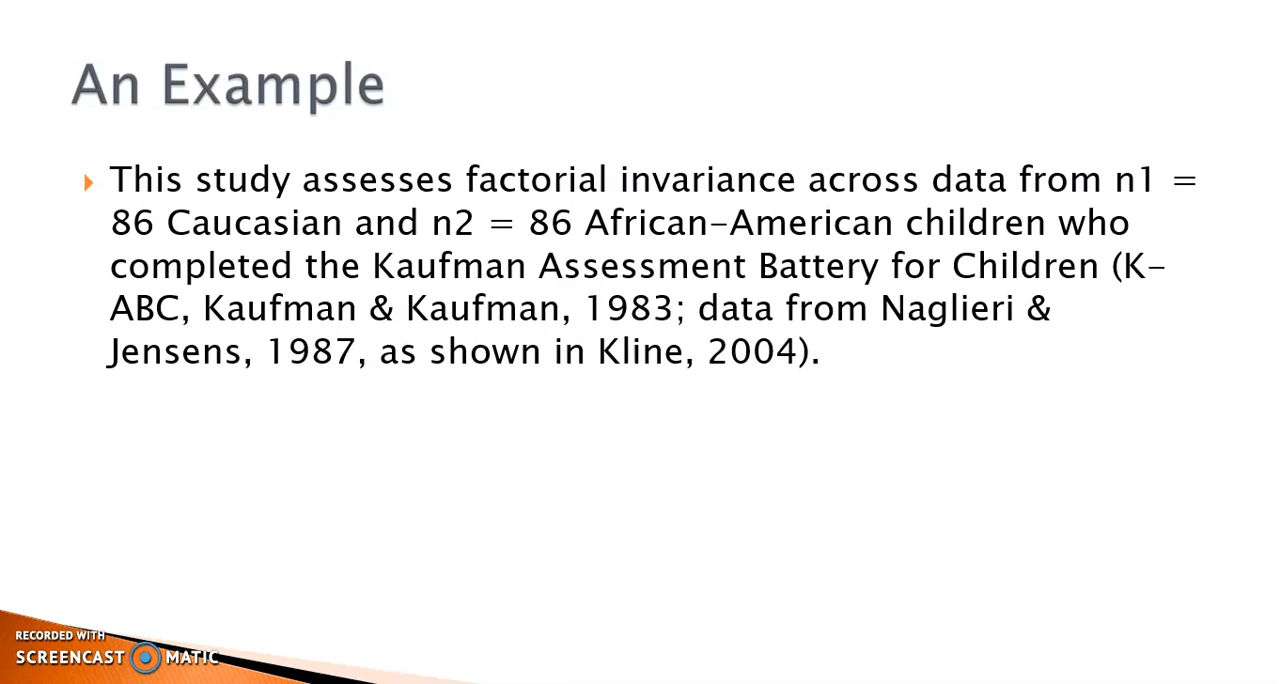 An Example
This study assesses factorial invariance across data from n1 =
86 Caucasian and n2 = 86 African-American children who
completed the Kaufman Assessment Battery for Children (K-
ABC, Kaufman & Kaufman, 1983; data from Naglieri &
Jensens, 1987, as shown in Kline, 2004).
RECORDED WITH
SCREENCAST MATIC